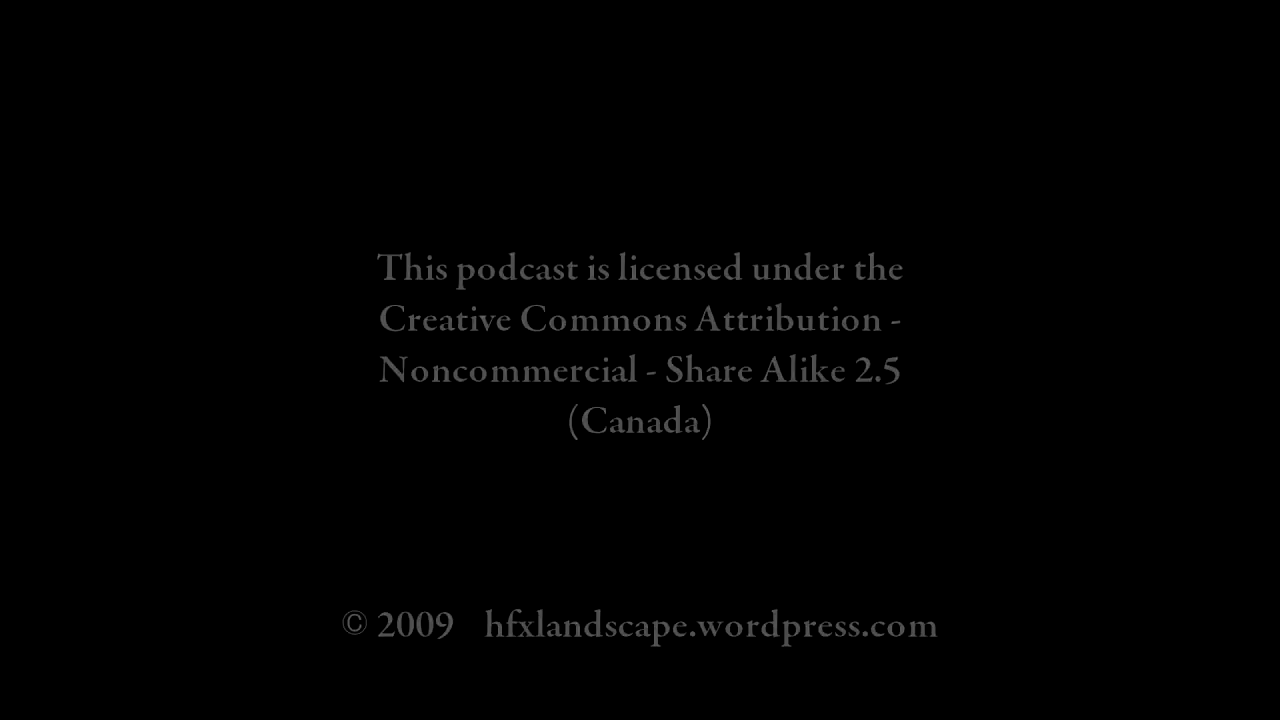 This podcast is licensed under the
Creative Commons Attribution -
Noncommercial - Share Alike 2.5
(Canada)
© 2009 hfxlandscape.wordpress.com